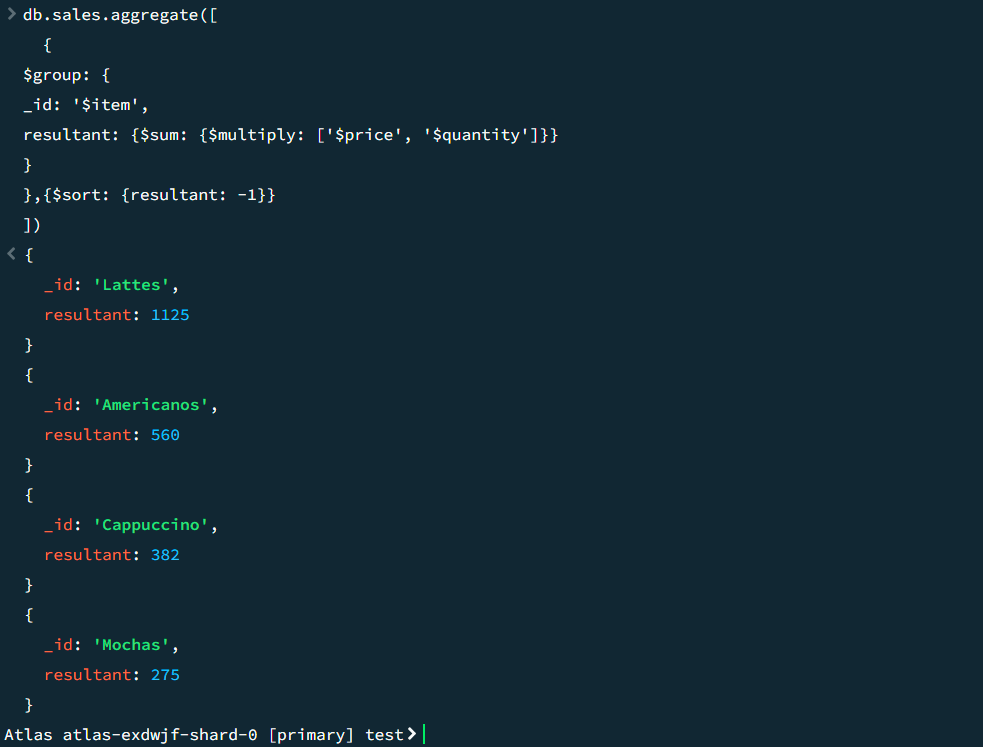 > db.sales.aggregate([
{
$group: {
_id: '$item',
resultant: {$sum: {$multiply: ['$price', '$quantity']}}
}
},{$sort: {resultant: -1}}
])
< {
_id: 'Lattes',
resultant: 1125
}
{
_id: 'Americanos',
resultant: 560
}
{
_id: 'Cappuccino',
resultant: 382
}
{
_id: 'Mochas',
resultant: 275
}
Atlas atlas-exdwjf-shard-0 [primary] test>